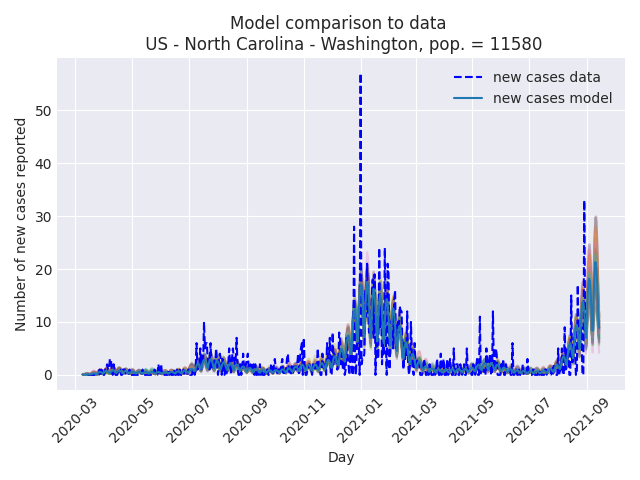 Model comparison to data
US - North Carolina - Washington, pop. = 11580
new cases data
new cases model
Number of new cases reported
50
40
30
20
10
0
2020-03
2020-05
2020-07
2020-09
2020-11
2021-01
2021-03
2021-05
2021-07
2021-09
Day